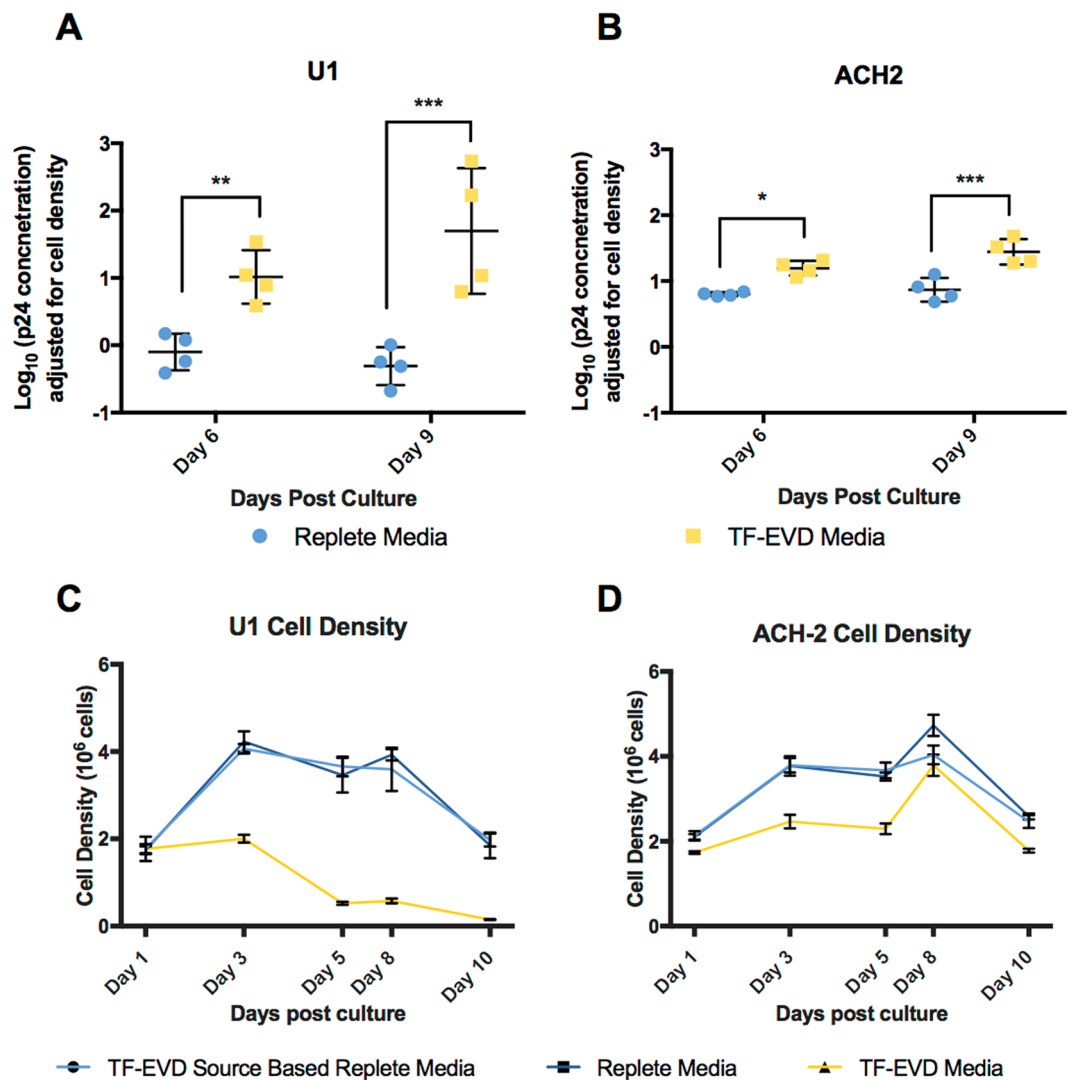 A
U1
Log10 (p24 concnetration)
adjusted for cell density
3
2
1
0
-1
**
***
Day 6
Day 9
Days Post Culture
B
ACH2
Log10 (p24 concnetration)
adjusted for cell density
3
2
1
0
-1
*
***
Day 6
Day 9
Days Post Culture
Replete Media
TF-EVD Media
C
U1 Cell Density
Cell Density (10^6 cells)
6
4
2
0
Day 1
Day 3
Day 5
Day 8
Day 10
Days post culture
D
ACH-2 Cell Density
Cell Density (10^6 cells)
6
4
2
0
Day 1
Day 3
Day 5
Day 8
Day 10
Days post culture
TF-EVD Source Based Replete Media
Replete Media
TF-EVD Media